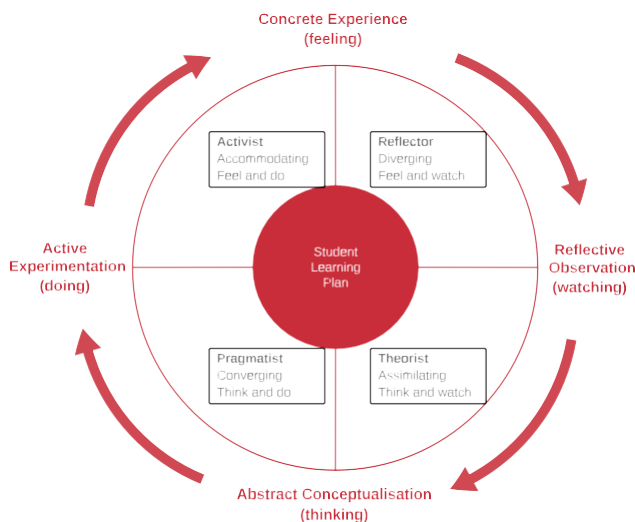 Concrete Experience
(feeling)
Activist
Accommodating
Feel and do
Reflector
Diverging
Feel and watch
Active
Experimentation
(doing)
Student
Learning
Plan
Reflective
Observation
(watching)
Pragmatist
Converging
Think and do
Theorist
Assimilating
Think and watch
Abstract Conceptualisation
(thinking)